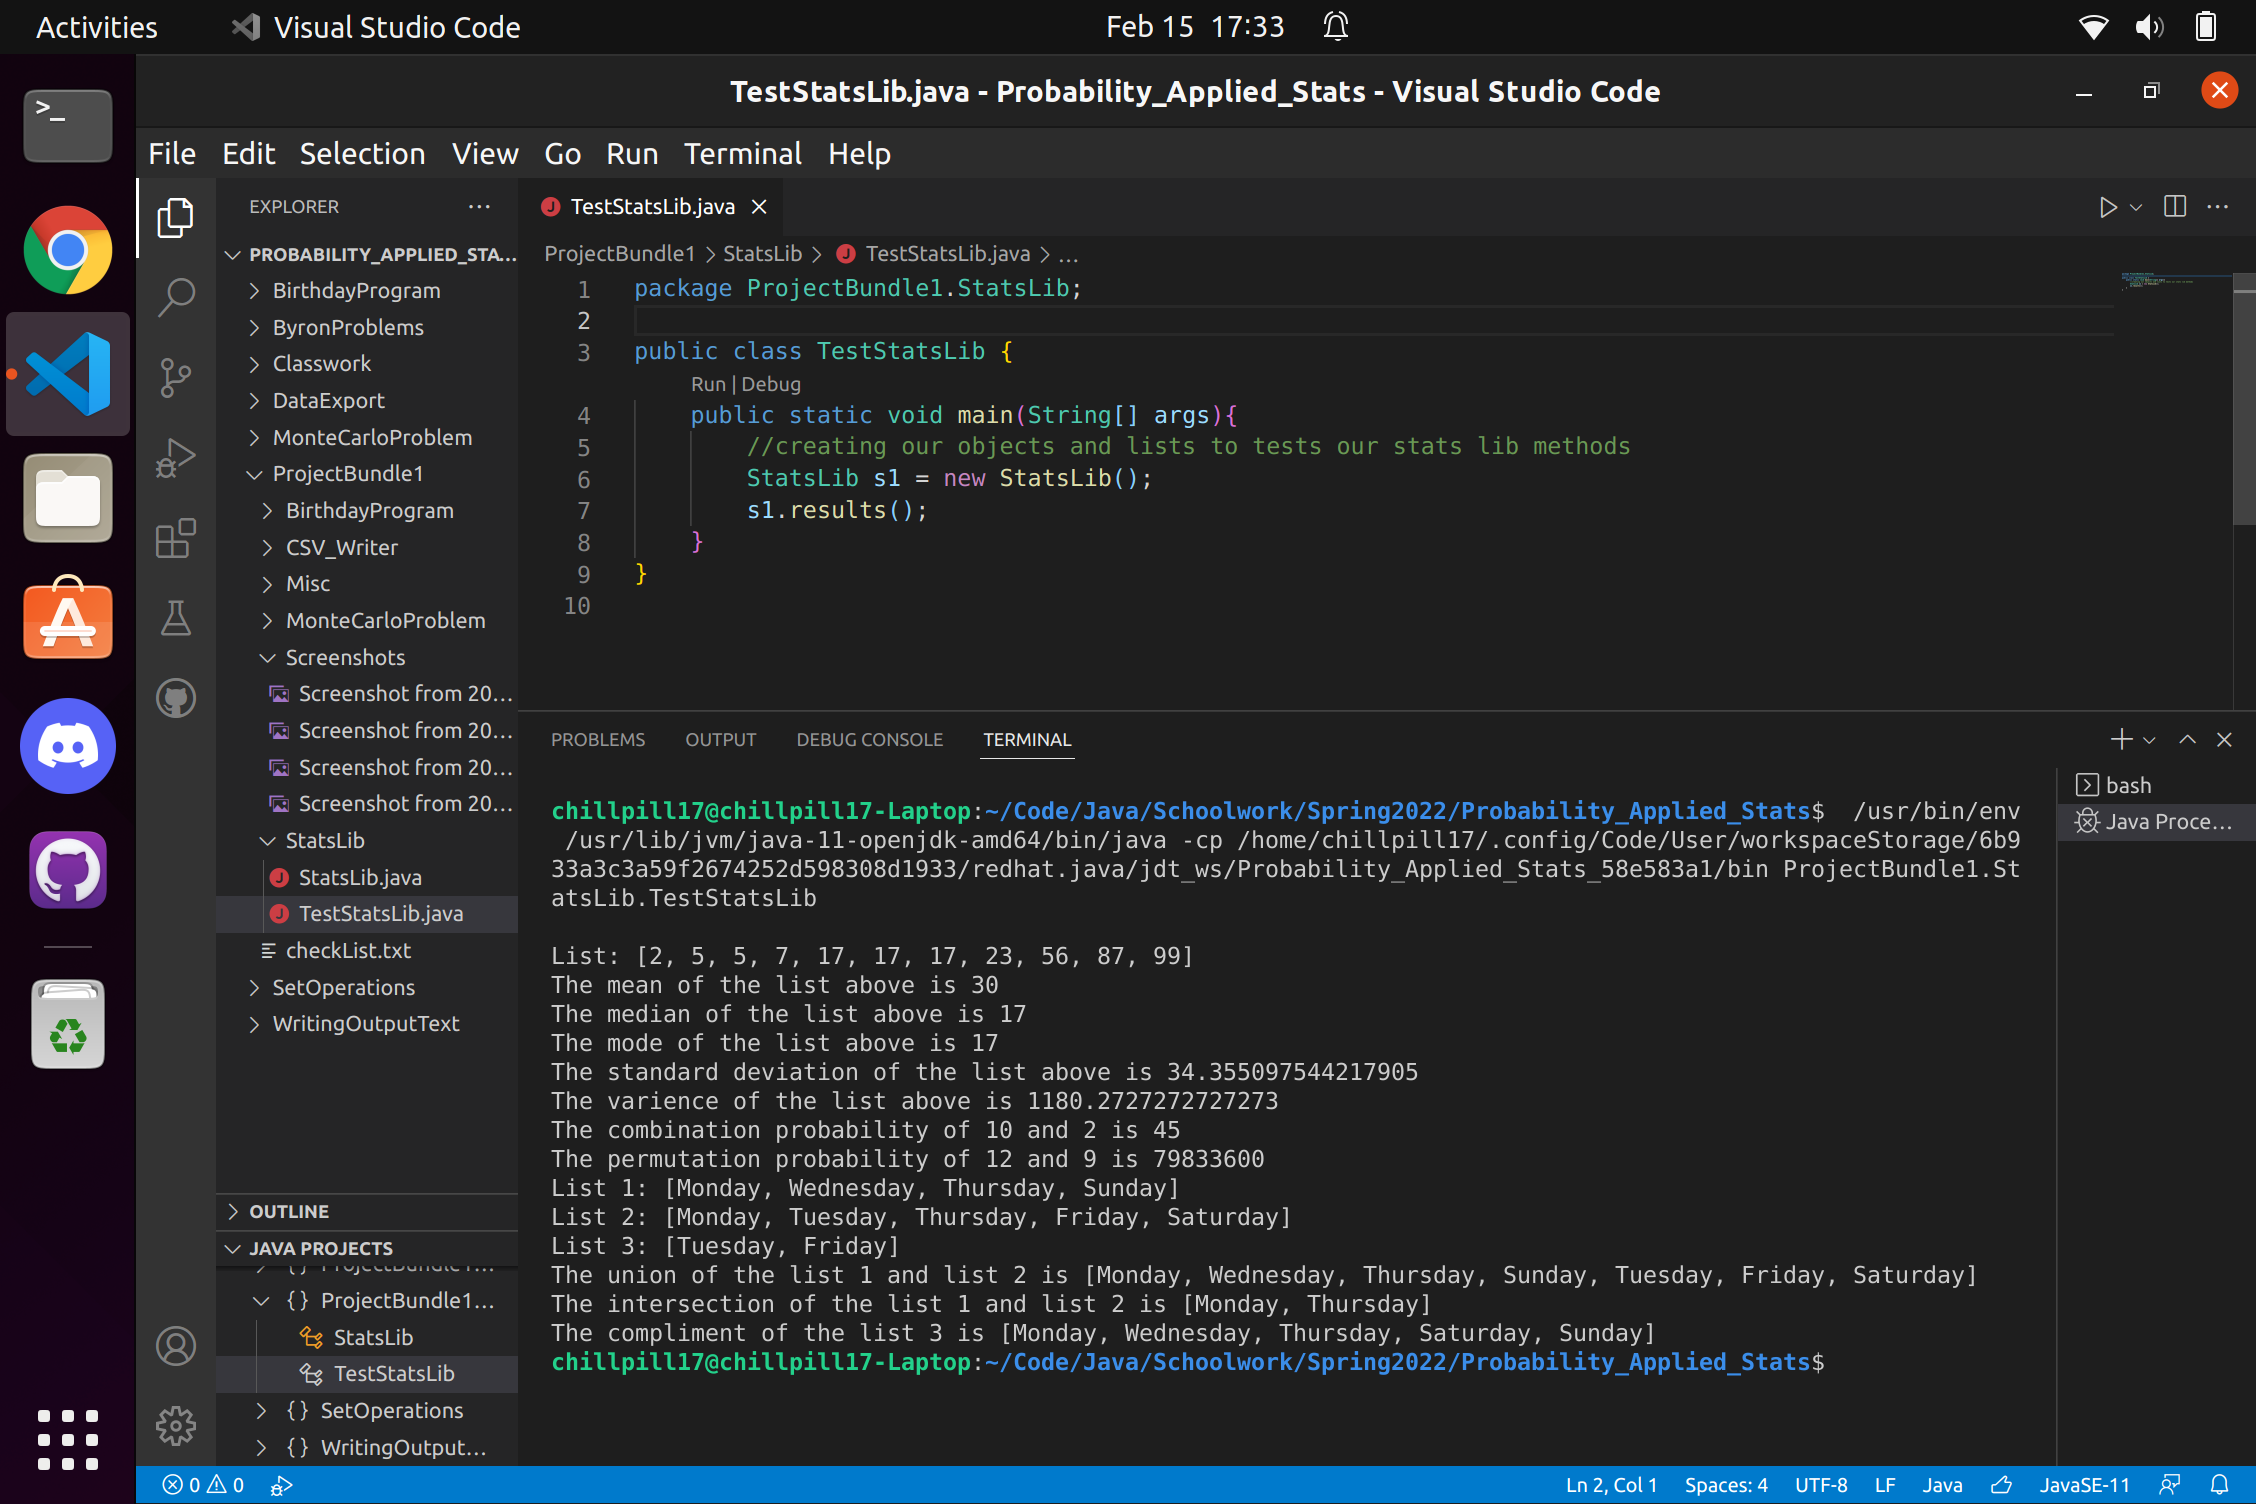 Activities
Visual Studio Code
Feb 15 17:33
TestStatsLib.java - Probability_Applied_Stats - Visual Studio Code
File Edit Selection View Go Run Terminal Help
EXPLORER
PROBABILITY_APPLIED_STA...
BirthdayProgram
ByronProblems
Classwork
DataExport
MonteCarloProblem
ProjectBundle1
BirthdayProgram
CSV_Writer
Misc
MonteCarloProblem
Screenshots
Screenshot from 20...
Screenshot from 20...
Screenshot from 20...
Screenshot from 20...
StatsLib
StatsLib.java
TestStatsLib.java
checkList.txt
SetOperations
WritingOutputText
OUTLINE
JAVA PROJECTS
{} ProjectBundle1...
{} ProjectBundle1...
StatsLib
TestStatsLib
{} SetOperations
{} WritingOutput...
TestStatsLib.java
ProjectBundle1 > StatsLib > TestStatsLib.java > ...
1 package ProjectBundle1.StatsLib;
2
3 public class TestStatsLib {
Run | Debug
4 public static void main(String[] args){
5 //creating our objects and lists to tests our stats lib methods
6 StatsLib s1 = new StatsLib();
7 s1.results();
8 }
9 }
10
PROBLEMS OUTPUT DEBUG CONSOLE TERMINAL
bash
Java Proce...
chillpill17@chillpill17-Laptop:~/Code/Java/Schoolwork/Spring2022/Probability_Applied_Stats$ /usr/bin/env
/usr/lib/jvm/java-11-openjdk-amd64/bin/java -cp /home/chillpill17/.config/Code/User/workspaceStorage/6b9
33a3c3a59f2674252d598308d1933/redhat.java/jdt_ws/Probability_Applied_Stats_58e583a1/bin ProjectBundle1.St
atsLib.TestStatsLib
List: [2, 5, 5, 7, 17, 17, 17, 23, 56, 87, 99]
The mean of the list above is 30
The median of the list above is 17
The mode of the list above is 17
The standard deviation of the list above is 34.355097544217905
The varience of the list above is 1180.2727272727273
The combination probability of 10 and 2 is 45
The permutation probability of 12 and 9 is 79833600
List 1: [Monday, Wednesday, Thursday, Sunday]
List 2: [Monday, Tuesday, Thursday, Friday, Saturday]
List 3: [Tuesday, Friday]
The union of the list 1 and list 2 is [Monday, Wednesday, Thursday, Sunday, Tuesday, Friday, Saturday]
The intersection of the list 1 and list 2 is [Monday, Thursday]
The compliment of the list 3 is [Monday, Wednesday, Thursday, Saturday, Sunday]
chillpill17@chillpill17-Laptop:~/Code/Java/Schoolwork/Spring2022/Probability_Applied_Stats$
0 0
Ln 2, Col 1 Spaces: 4 UTF-8 LF Java JavaSE-11